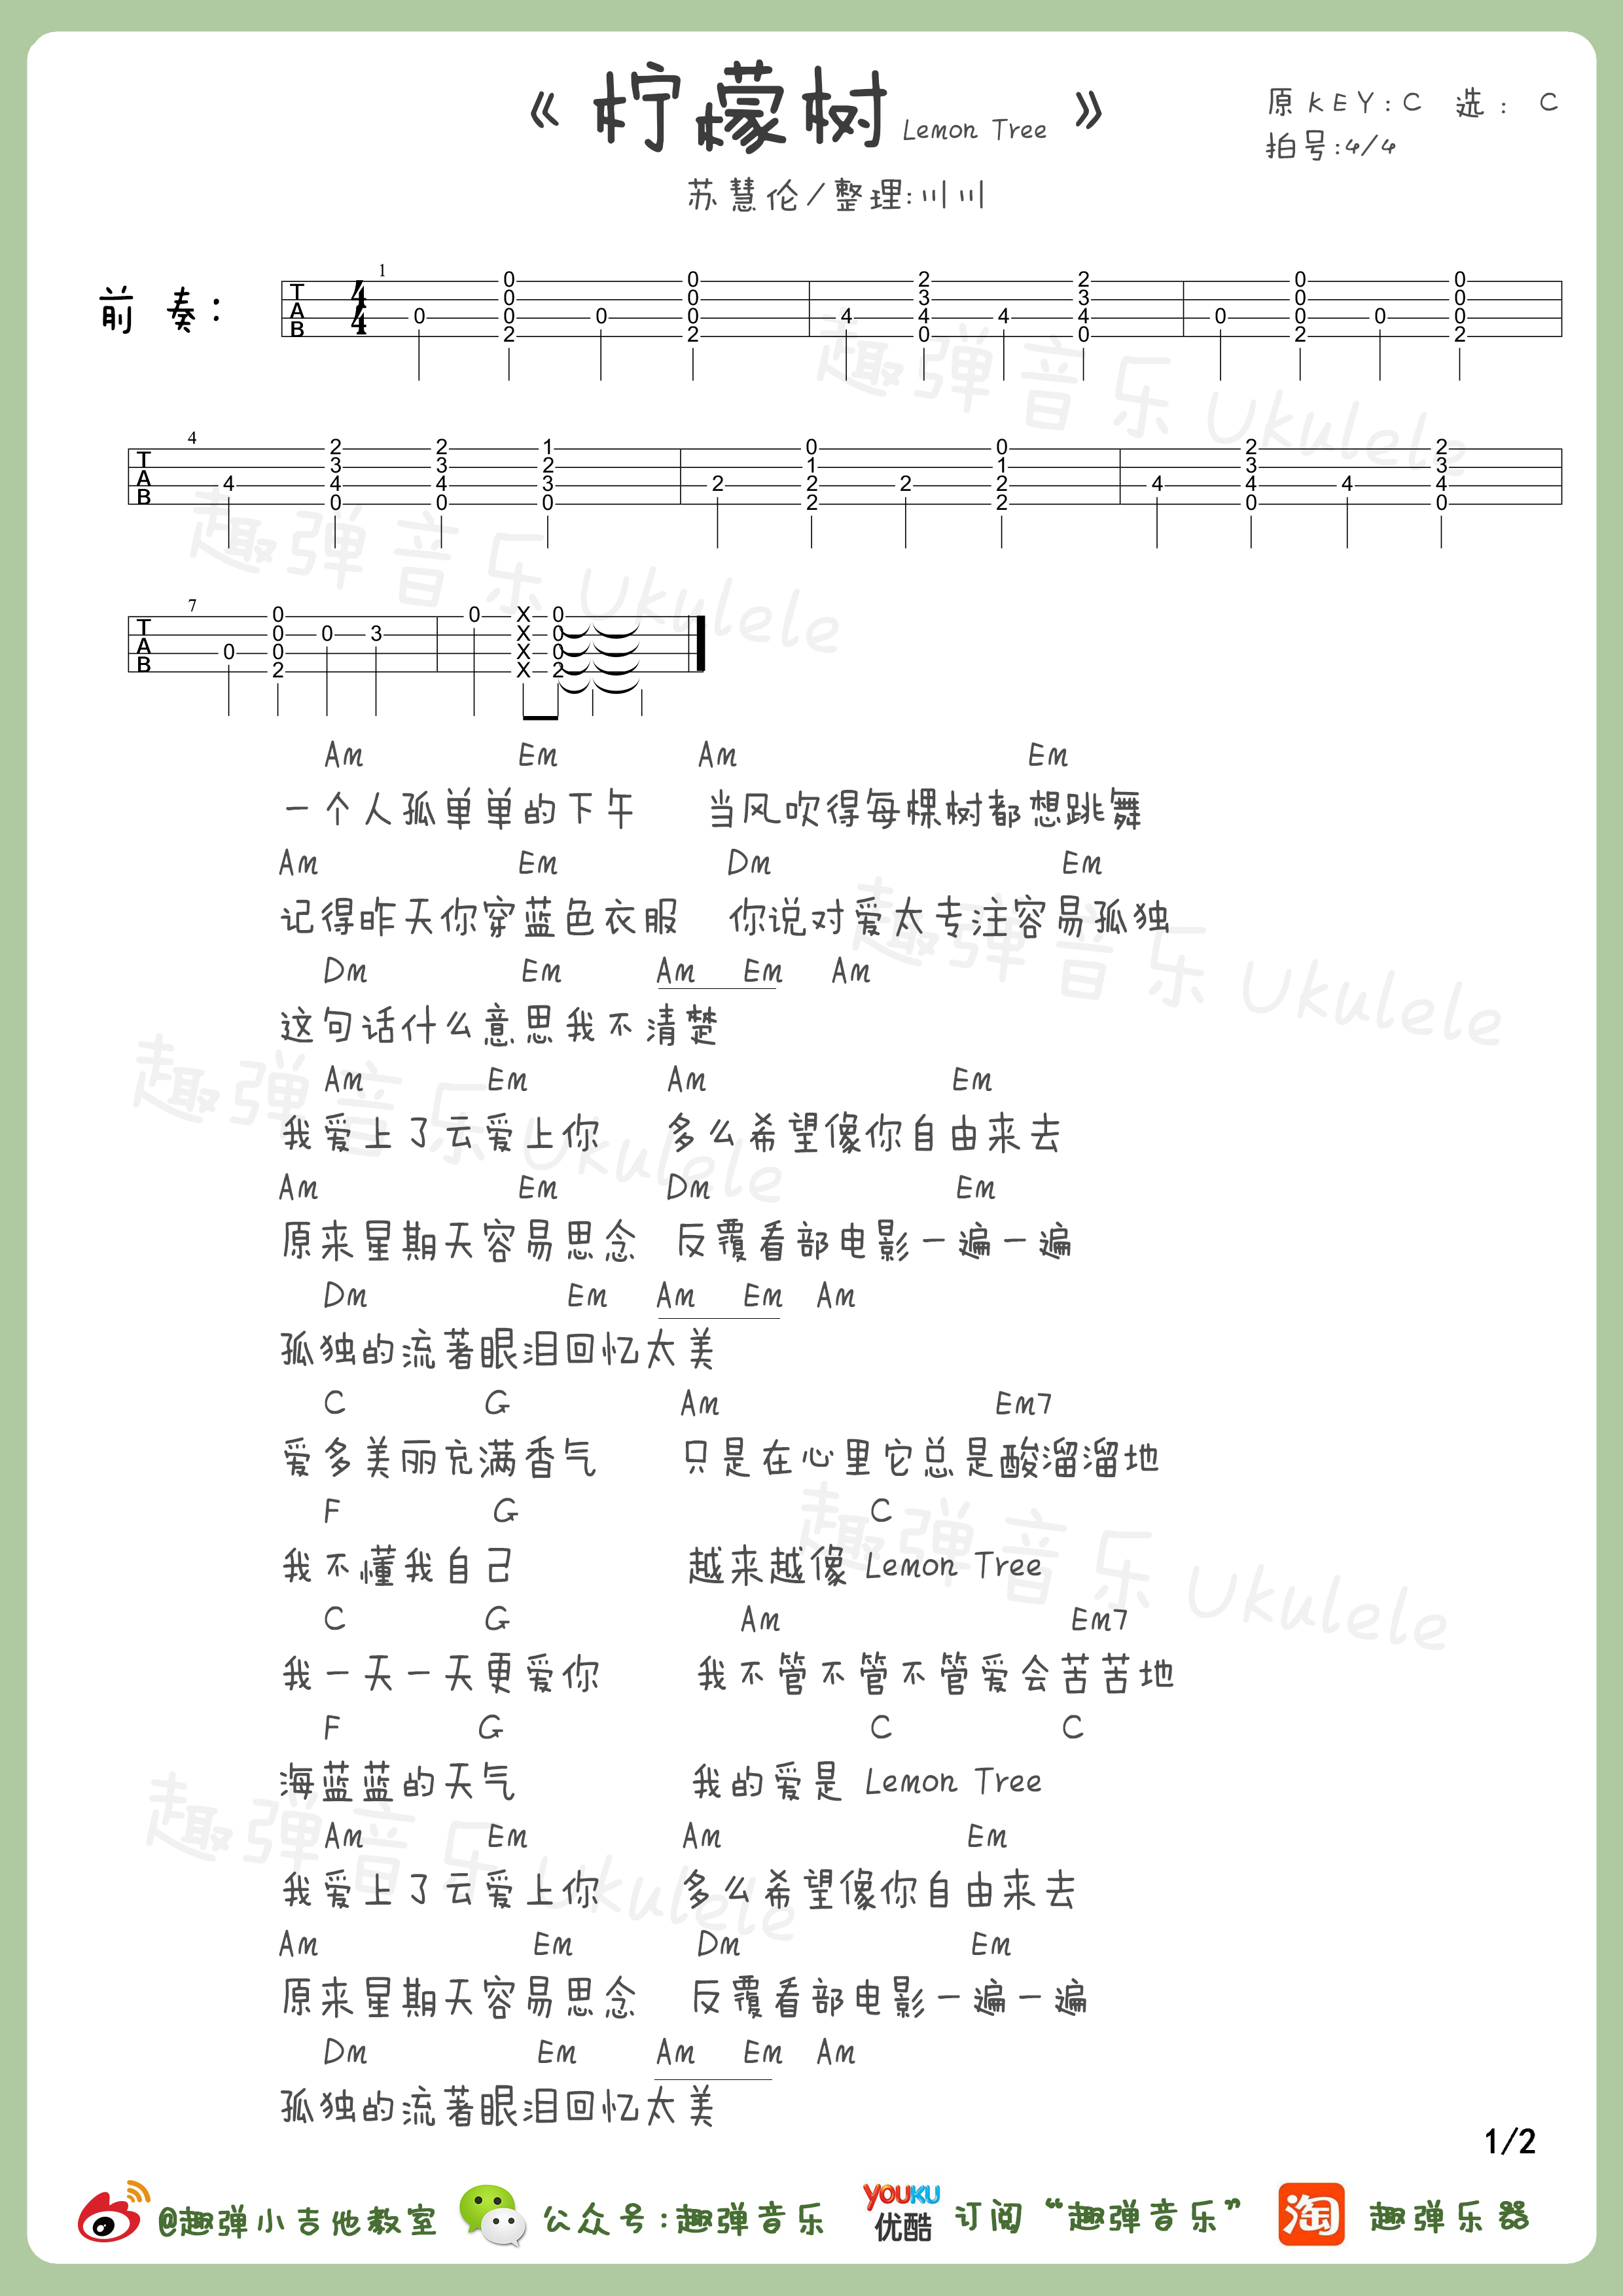 《 柠檬树 Lemon Tree 》
原KEY:C 选: C
拍号:4/4
苏慧伦/整理:川川
前奏:
Am Em Am Em
一个人孤单单的下午 当风吹得每棵树都想跳舞
Am Em Dm Em
记得昨天你穿蓝色衣服 你说对爱太专注容易孤独
Dm Em Am Em Am
这句话什么意思我不清楚
Am Em Am Em
我爱上了云爱上你 多么希望像你自由来去
Am Em Dm Em
原来星期天容易思念 反覆看部电影一遍一遍
Dm Em Am Em Am
孤独的流著眼泪回忆太美
C G Am Em7
爱多美丽充满香气 只是在心里它总是酸溜溜地
F G C
我不懂我自己 越来越像 Lemon Tree
C G Am Em7
我一天一天更爱你 我不管不管不管爱会苦苦地
F G C C
海蓝蓝的天气 我的爱是 Lemon Tree
Am Em Am Em
我爱上了云爱上你 多么希望像你自由来去
Am Em Dm Em
原来星期天容易思念 反覆看部电影一遍一遍
Dm Em Am Em Am
孤独的流著眼泪回忆太美
1/2
@趣弹小吉他教室 公众号:趣弹音乐 YOUKU 优酷 订阅“趣弹音乐” 淘 趣弹乐器